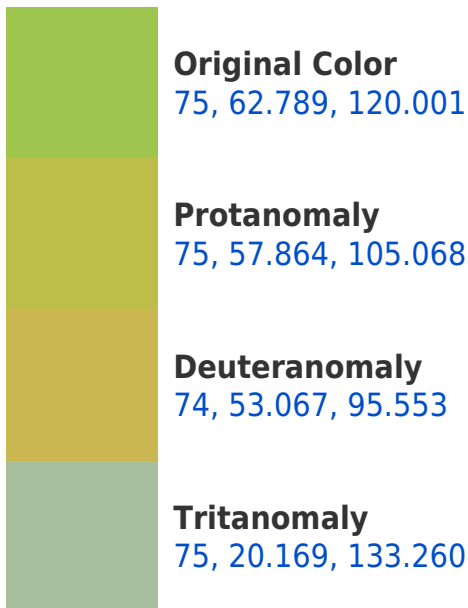 Original Color
75, 62.789, 120.001
Protanomaly
75, 57.864, 105.068
Deuteranomaly
74, 53.067, 95.553
Tritanomaly
75, 20.169, 133.260